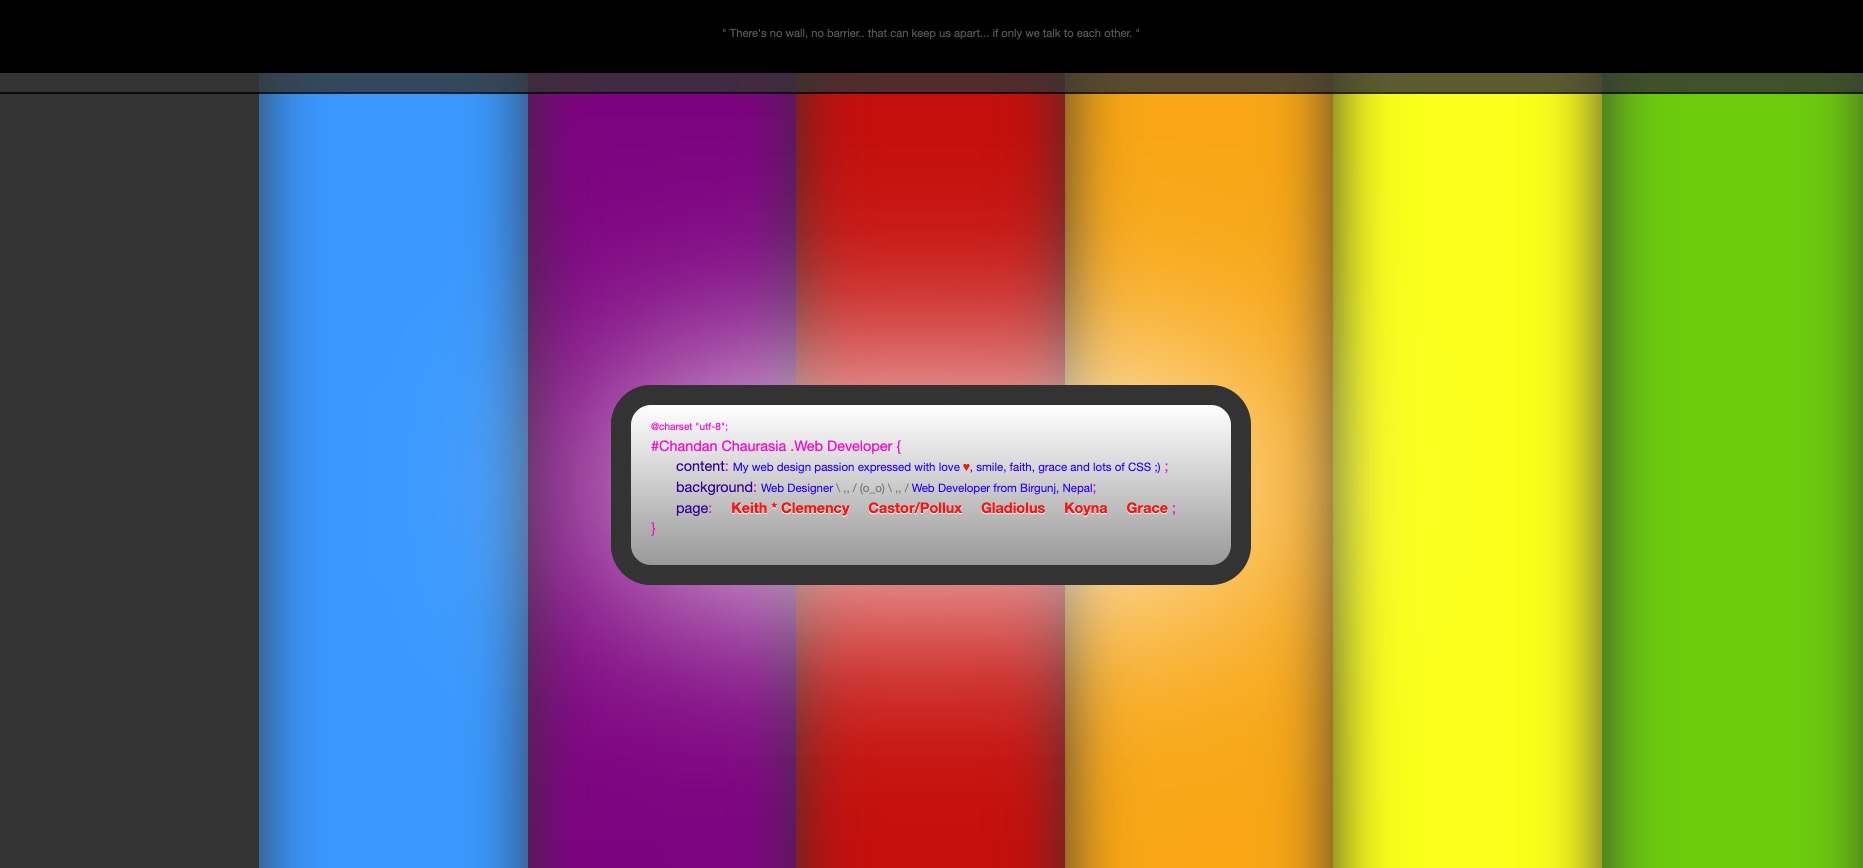 " There's no wall, no barrier.. that can keep us apart... if only we talk to each other. "
@charset "utf-8";
#Chandan Chaurasia .Web Developer {
content: My web design passion expressed with love ♥, smile, faith, grace and lots of CSS ;) ;
background: Web Designer \ ,, / (o_o) \ ,, / Web Developer from Birgunj, Nepal;
page: Keith * Clemency Castor/Pollux Gladiolus Koyna Grace ;
}